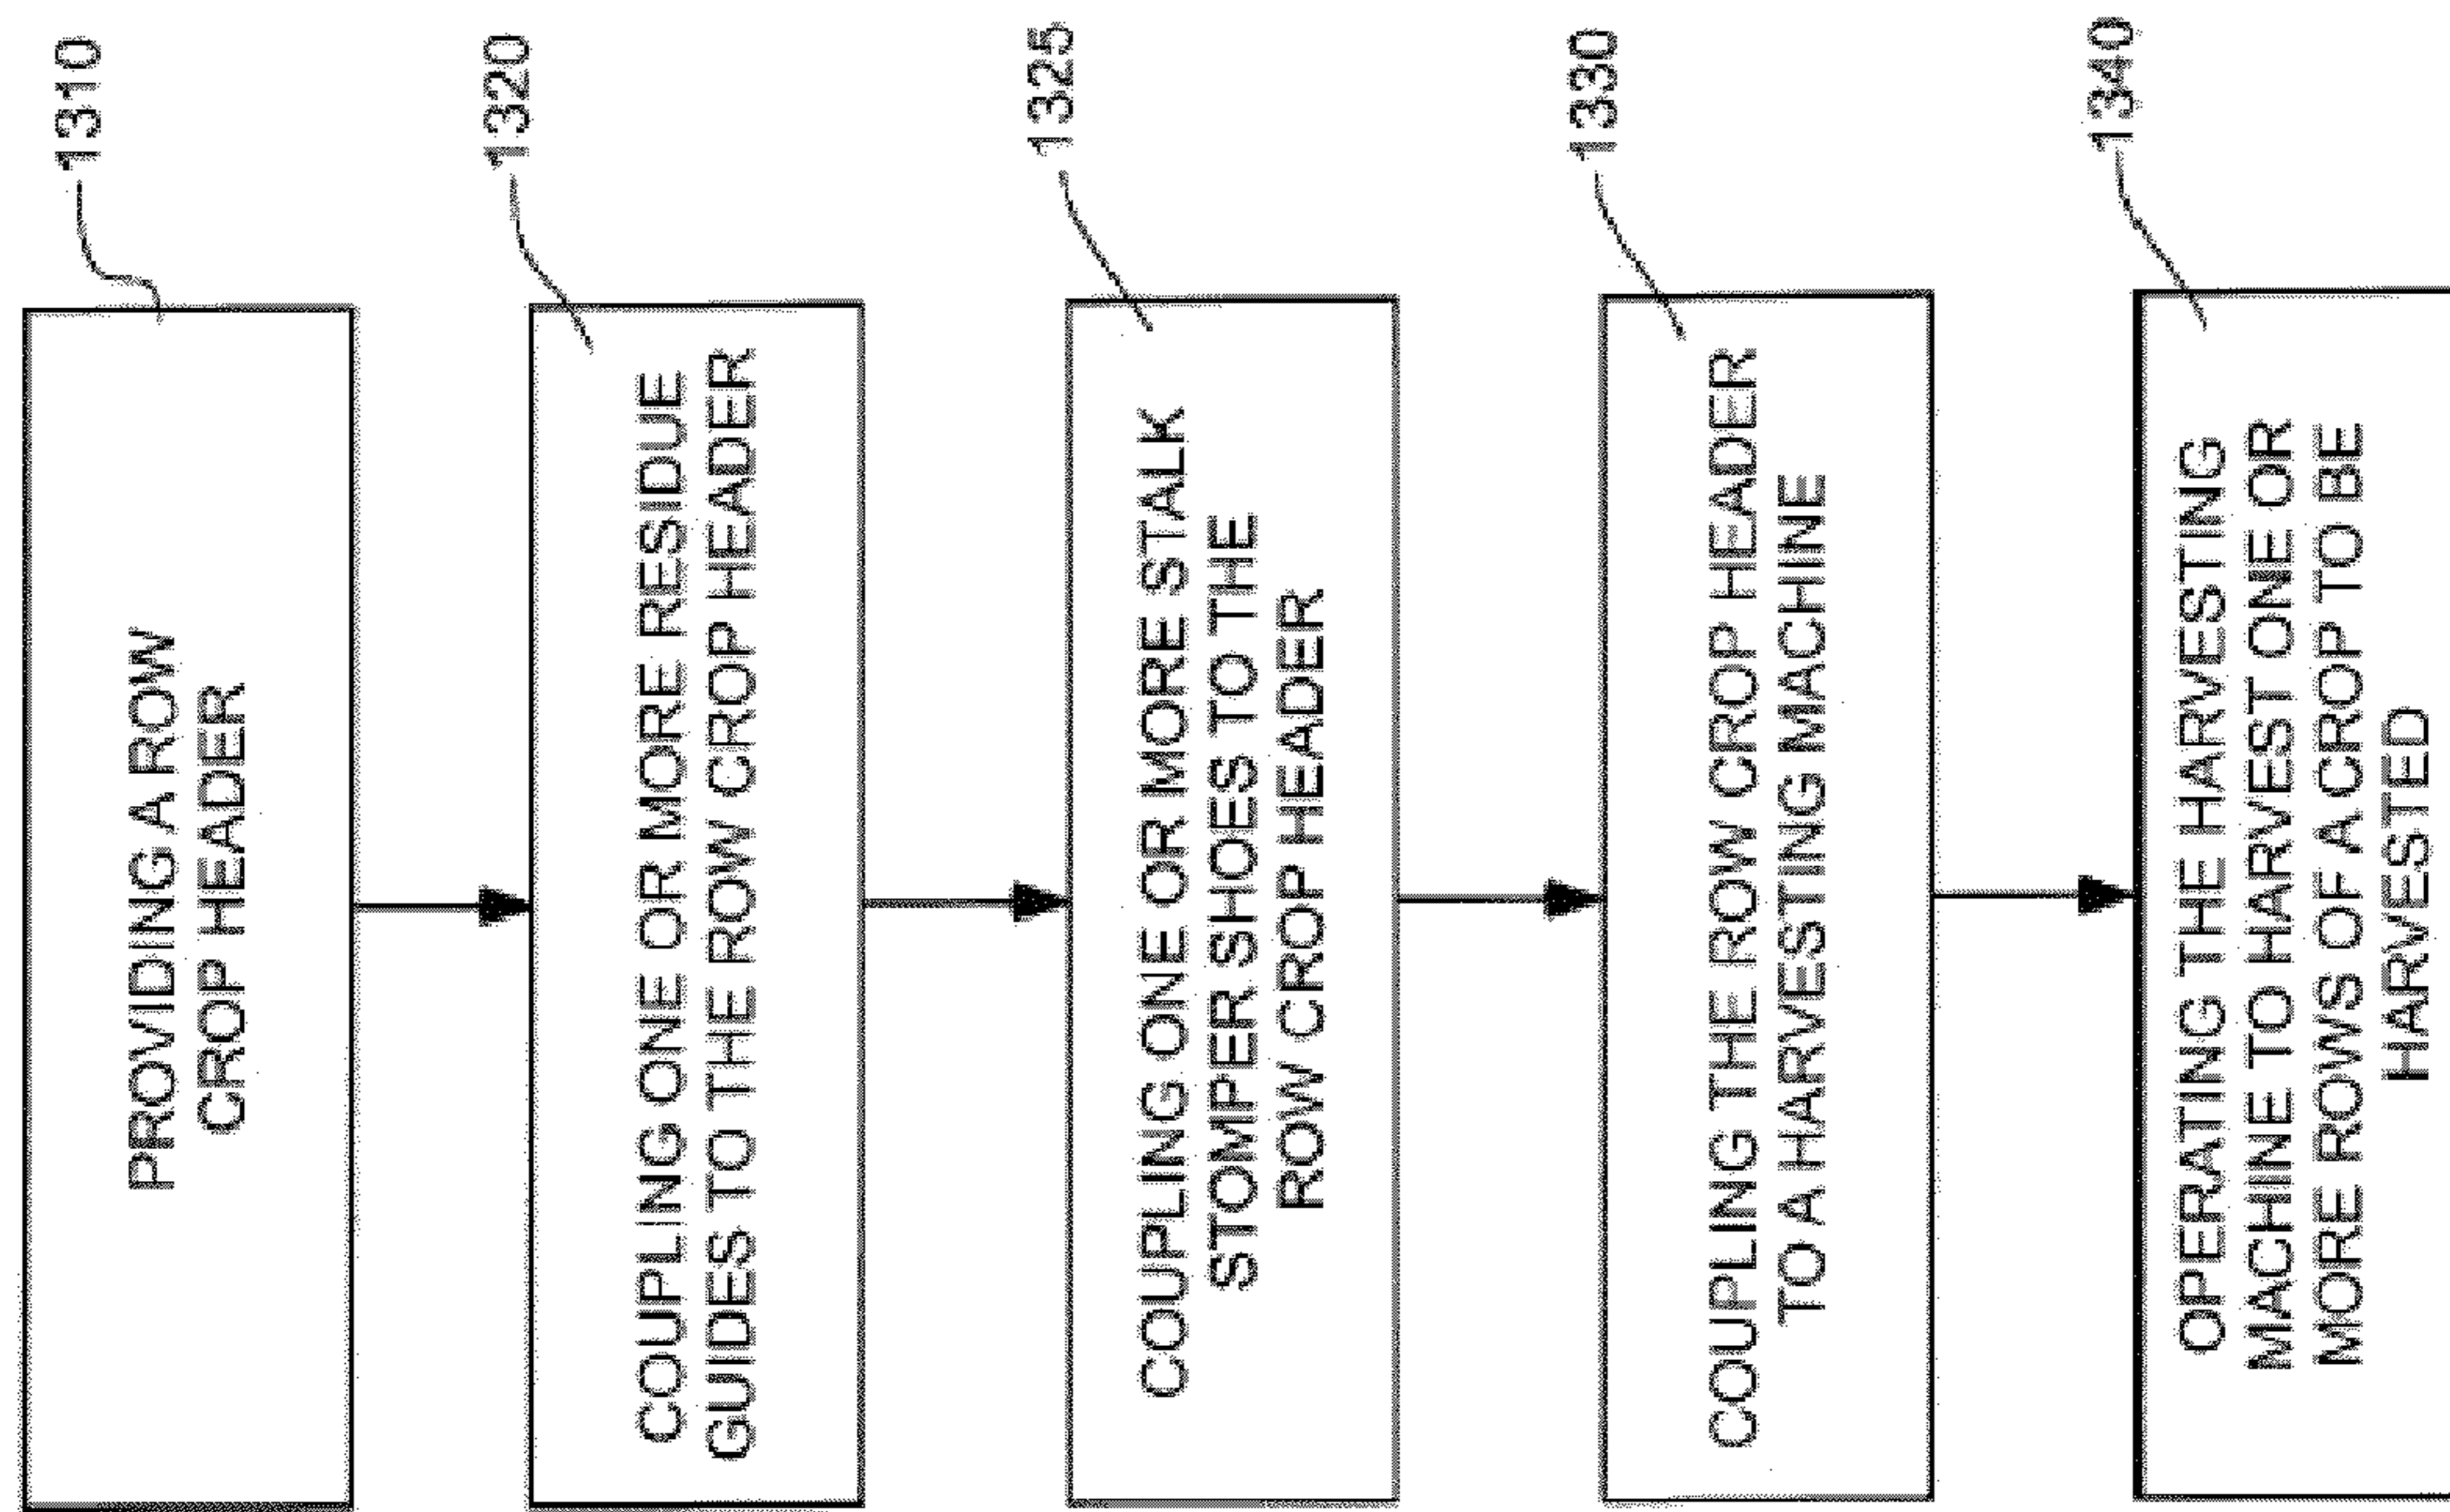 1310
PROVIDING A ROW
CROP HEADER
1320
COUPLING ONE OR MORE RESIDUE
GUIDES TO THE ROW CROP HEADER
1325
COUPLING ONE OR MORE STALK
STOMPER SHOES TO THE
ROW CROP HEADER
1330
COUPLING THE ROW CROP HEADER
TO A HARVESTING MACHINE
1340
OPERATING THE HARVESTING
MACHINE TO HARVEST ONE OR
MORE ROWS OF A CROP TO BE
HARVESTED